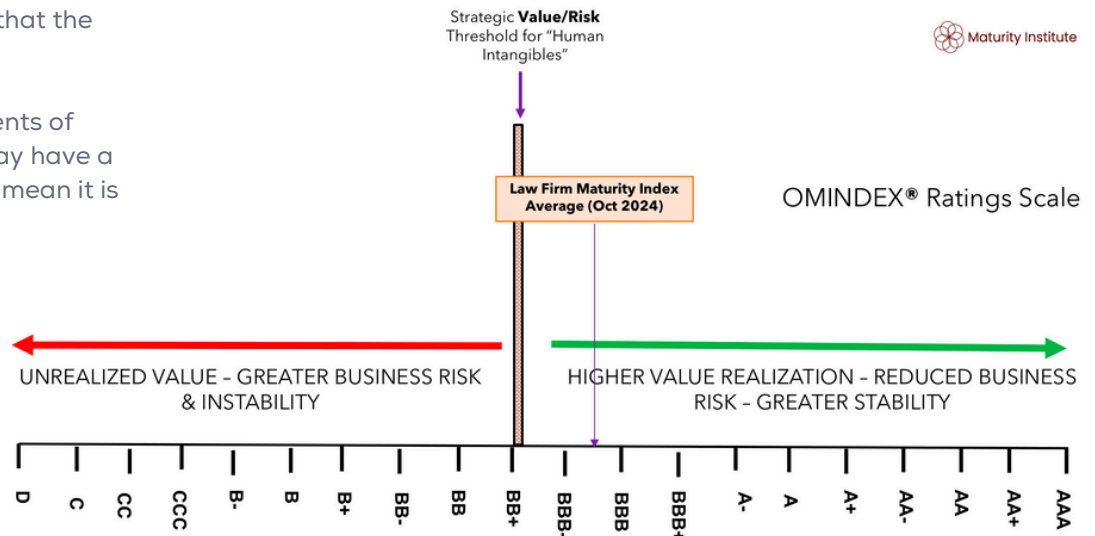 that the
ents of
ay have a
mean it is
Strategic Value/Risk
Threshold for “Human
Intangibles”
Maturity Institute
Law Firm Maturity Index
Average (Oct 2024)
OMINDEX® Ratings Scale
UNREALIZED VALUE – GREATER BUSINESS RISK
& INSTABILITY
HIGHER VALUE REALIZATION – REDUCED BUSINESS
RISK – GREATER STABILITY
D
C
CC
CCC
B-
B
B+
BB-
BB
BB+
BBB-
BBB
BBB+
A-
A
A+
AA-
AA
AA+
AAA